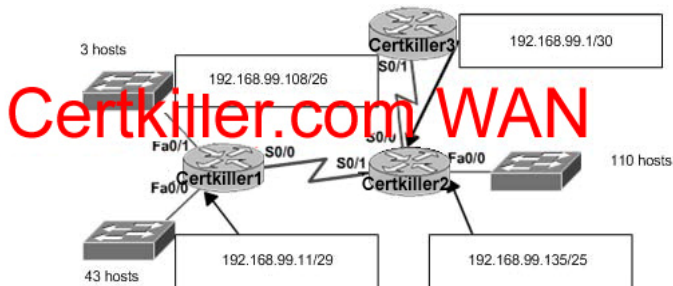 3 hosts
Certkiller3
192.168.99.1/30
192.168.99.108/26
S0/1
Certkiller.com WAN
S0/0
Fa0/1
S0/0
S0/1
Fa0/0
110 hosts
Certkiller1
Certkiller2
Fa0/0
192.168.99.11/29
192.168.99.135/25
43 hosts